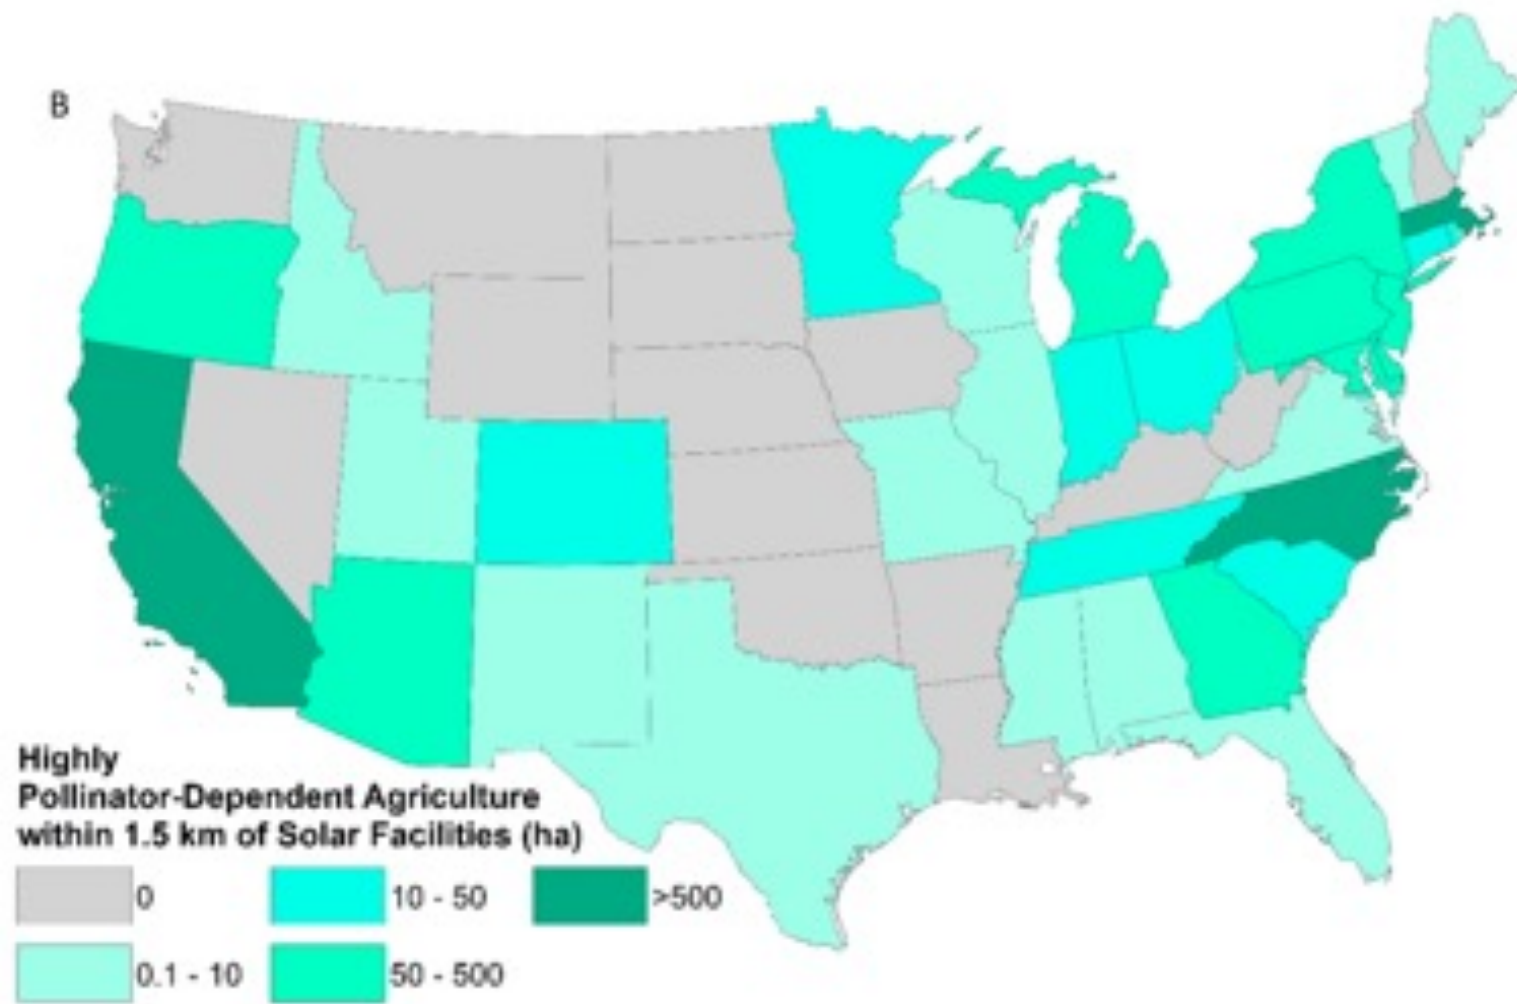 B
Highly
Pollinator-Dependent Agriculture
within 1.5 km of Solar Facilities (ha)
0
10 - 50
>500
0.1 - 10
50 - 500